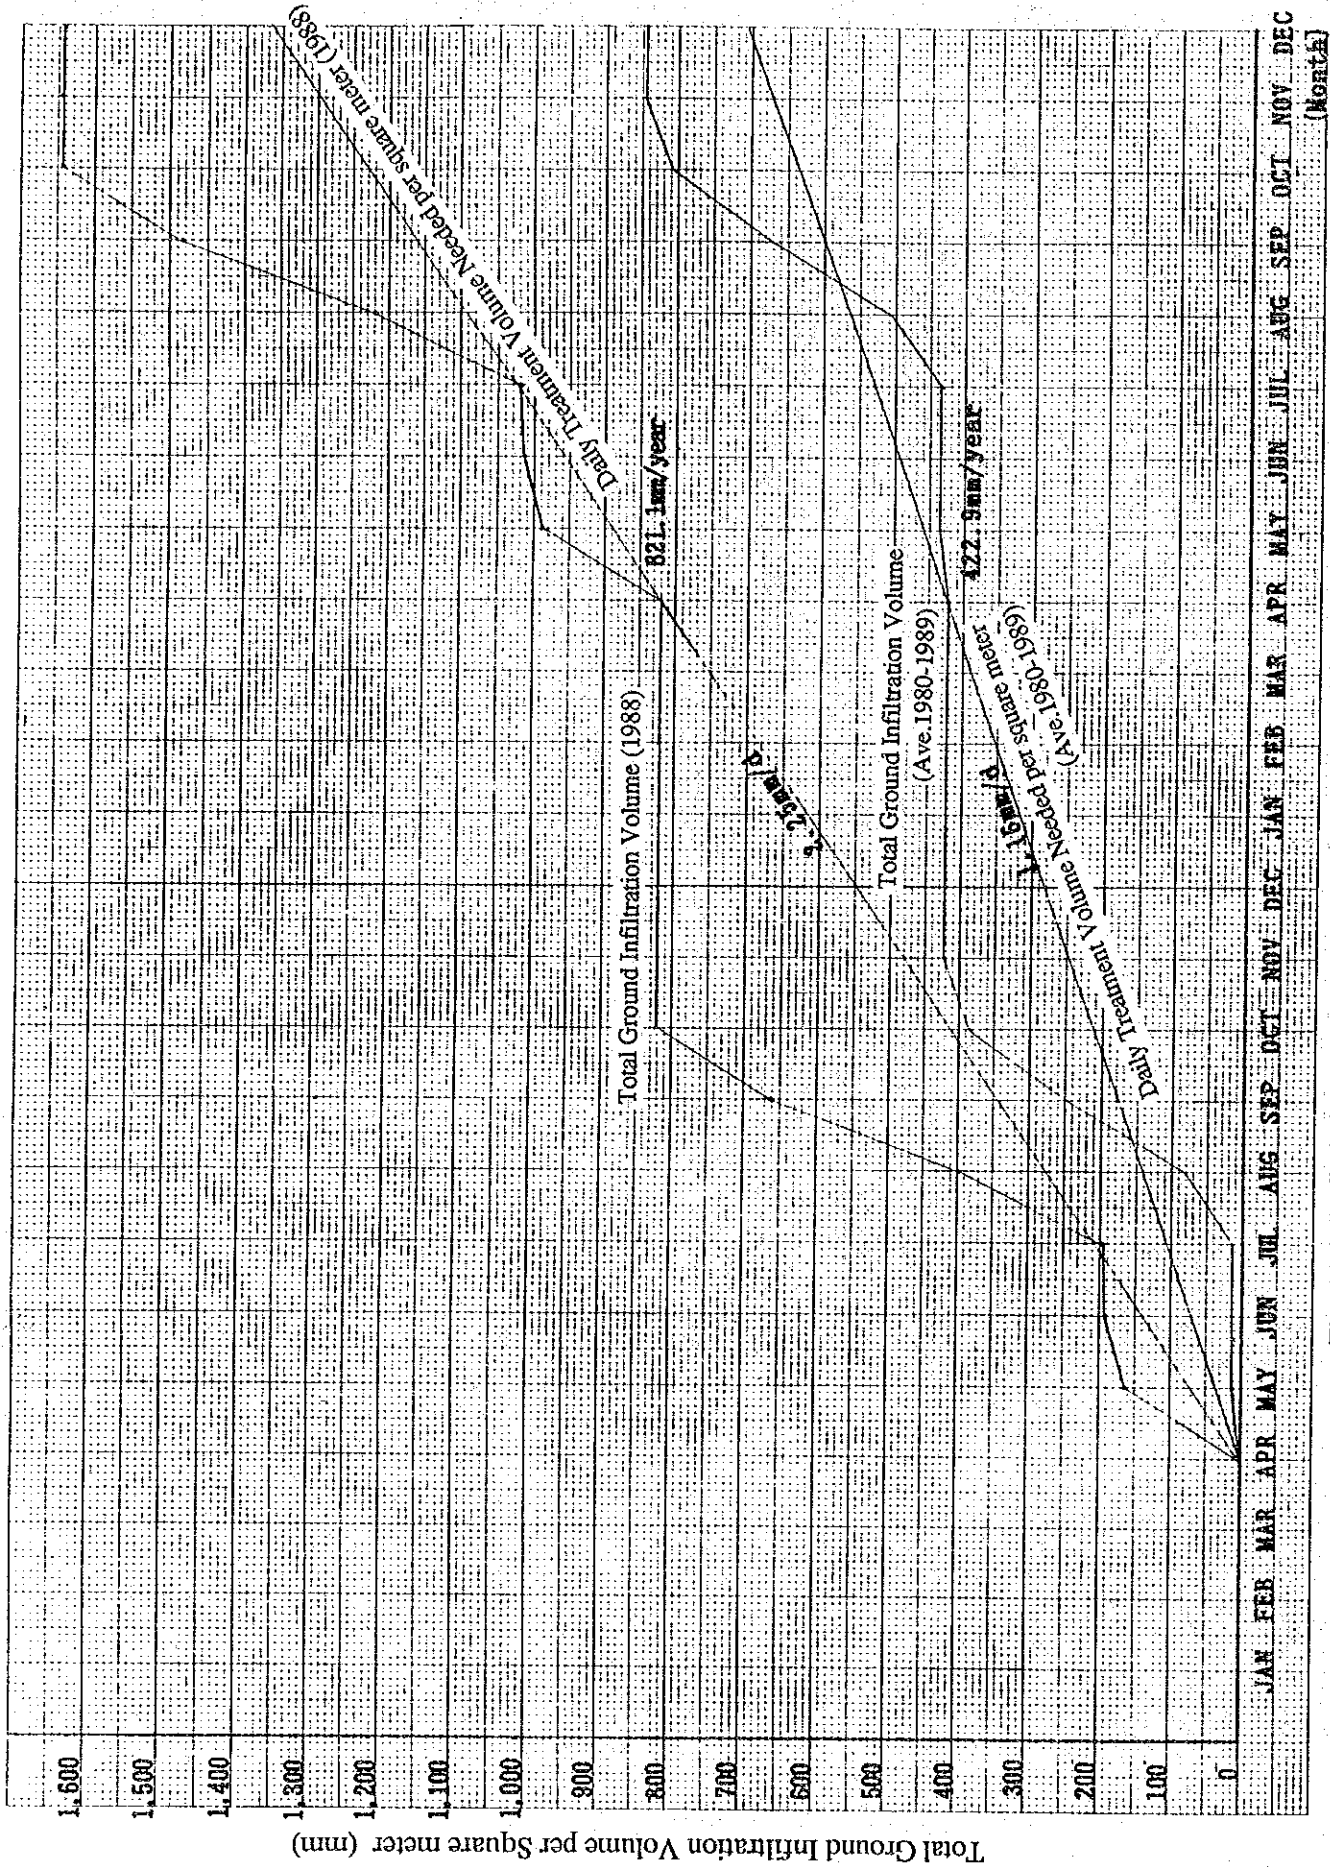 Total Ground Infiltration Volume per Square meter (mm)
1,600
1,500
1,400
1,300
1,200
1,100
1,000
900
800
700
600
500
400
300
200
100
0
JAN FEB MAR APR MAY JUN JUL AUG SEP OCT NOV DEC JAN FEB MAR APR MAY JUN JUL AUG SEP OCT NOV DEC
(Month)
Daily Treatment Volume Needed per square meter (1988)
821.1mm/year
Total Ground Infiltration Volume (1988)
2.25mm/d
Total Ground Infiltration Volume
(Ave.1980-1989)
422.9mm/year
1.16mm/d
Daily Treatment Volume Needed per square meter
(Ave.1980-1989)